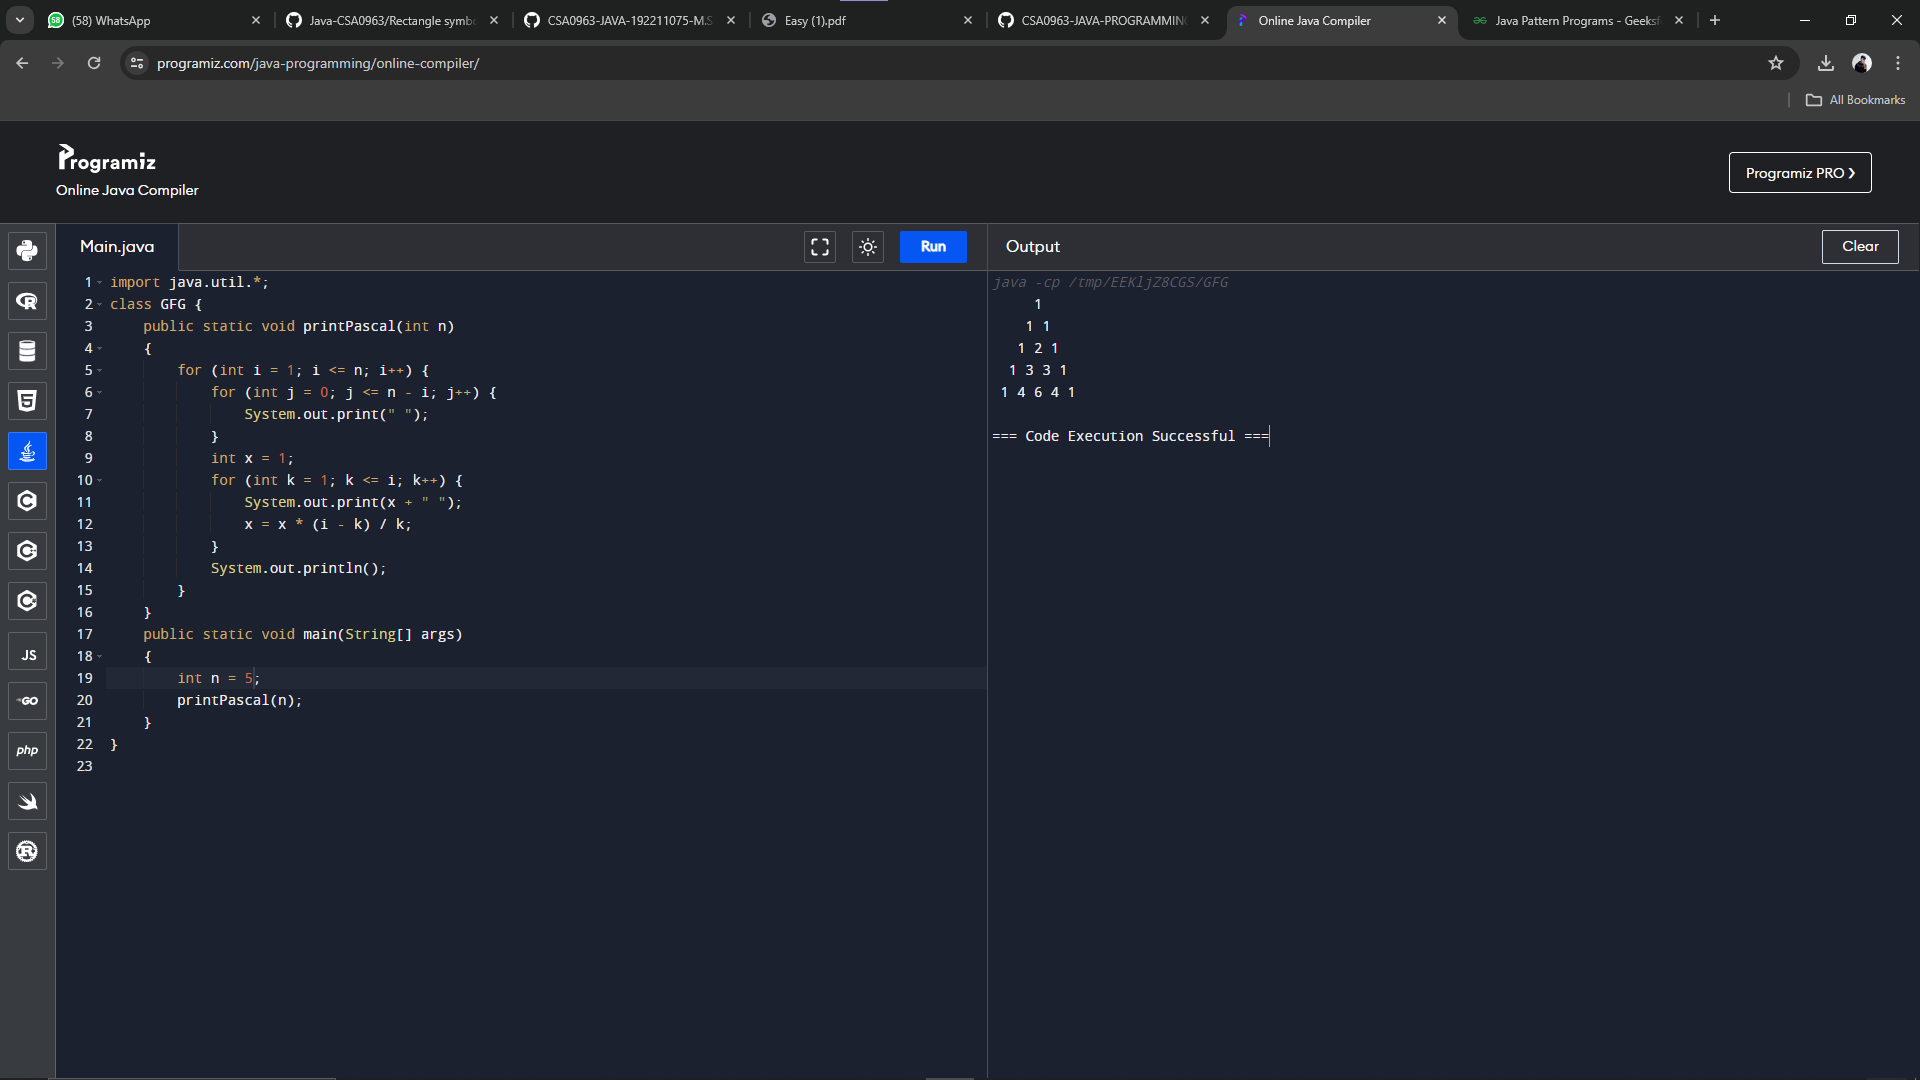 (58) WhatsApp
Java-CSA0963/Rectangle symbo
CSA0963-JAVA-192211075-M.S
Easy (1).pdf
CSA0963-JAVA-PROGRAMMING
Online Java Compiler
Java Pattern Programs - Geeksf
programiz.com/java-programming/online-compiler/
All Bookmarks
Programiz
Online Java Compiler
Programiz PRO ❯
Main.java
Run
Output
Clear
1 import java.util.*;
2 class GFG {
3     public static void printPascal(int n)
4     {
5         for (int i = 1; i <= n; i++) {
6             for (int j = 0; j <= n - i; j++) {
7                 System.out.print(" ");
8             }
9             int x = 1;
10             for (int k = 1; k <= i; k++) {
11                 System.out.print(x + " ");
12                 x = x * (i - k) / k;
13             }
14             System.out.println();
15         }
16     }
17     public static void main(String[] args)
18     {
19         int n = 5;
20         printPascal(n);
21     }
22 }
23
java -cp /tmp/EEKljZ8CGS/GFG
1
1 1
1 2 1
1 3 3 1
1 4 6 4 1
=== Code Execution Successful ===
JS
GO
php